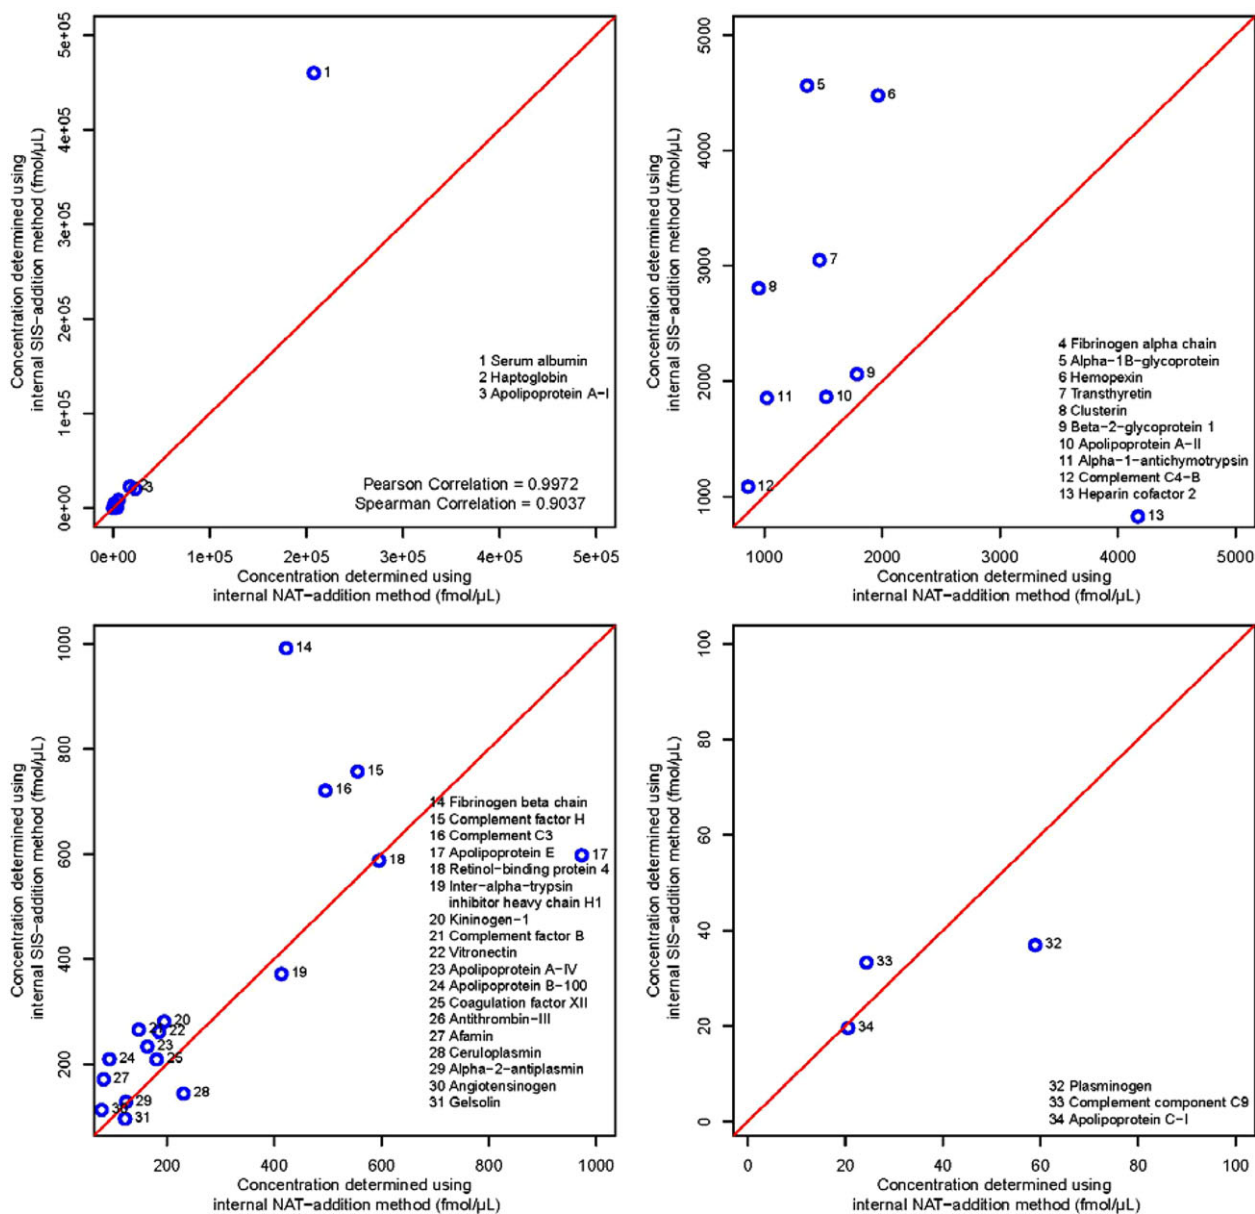 Concentration determined using
internal SIS−addition method (fmol/µL)
5e+05
4e+05
3e+05
2e+05
1e+05
0e+00
1
2
3
1 Serum albumin
2 Haptoglobin
3 Apolipoprotein A−I
Pearson Correlation = 0.9972
Spearman Correlation = 0.9037
0e+00 1e+05 2e+05 3e+05 4e+05 5e+05
Concentration determined using
internal NAT−addition method (fmol/µL)
Concentration determined using
internal SIS−addition method (fmol/µL)
5000
4000
3000
2000
1000
5
6
7
8
9
10
11
12
13
4 Fibrinogen alpha chain
5 Alpha−1B−glycoprotein
6 Hemopexin
7 Transthyretin
8 Clusterin
9 Beta−2−glycoprotein 1
10 Apolipoprotein A−II
11 Alpha−1−antichymotrypsin
12 Complement C4−B
13 Heparin cofactor 2
1000 2000 3000 4000 5000
Concentration determined using
internal NAT−addition method (fmol/µL)
Concentration determined using
internal SIS−addition method (fmol/µL)
1000
800
600
400
200
14
15
16
17
18
19
20
22
23
24
25
27
28
29
30
31
14 Fibrinogen beta chain
15 Complement factor H
16 Complement C3
17 Apolipoprotein E
18 Retinol−binding protein 4
19 Inter−alpha−trypsin
inhibitor heavy chain H1
20 Kininogen−1
21 Complement factor B
22 Vitronectin
23 Apolipoprotein A−IV
24 Apolipoprotein B−100
25 Coagulation factor XII
26 Antithrombin−III
27 Afamin
28 Ceruloplasmin
29 Alpha−2−antiplasmin
30 Angiotensinogen
31 Gelsolin
200 400 600 800 1000
Concentration determined using
internal NAT−addition method (fmol/µL)
Concentration determined using
internal SIS−addition method (fmol/µL)
100
80
60
40
20
0
32
33
34
32 Plasminogen
33 Complement component C9
34 Apolipoprotein C−I
0 20 40 60 80 100
Concentration determined using
internal NAT−addition method (fmol/µL)